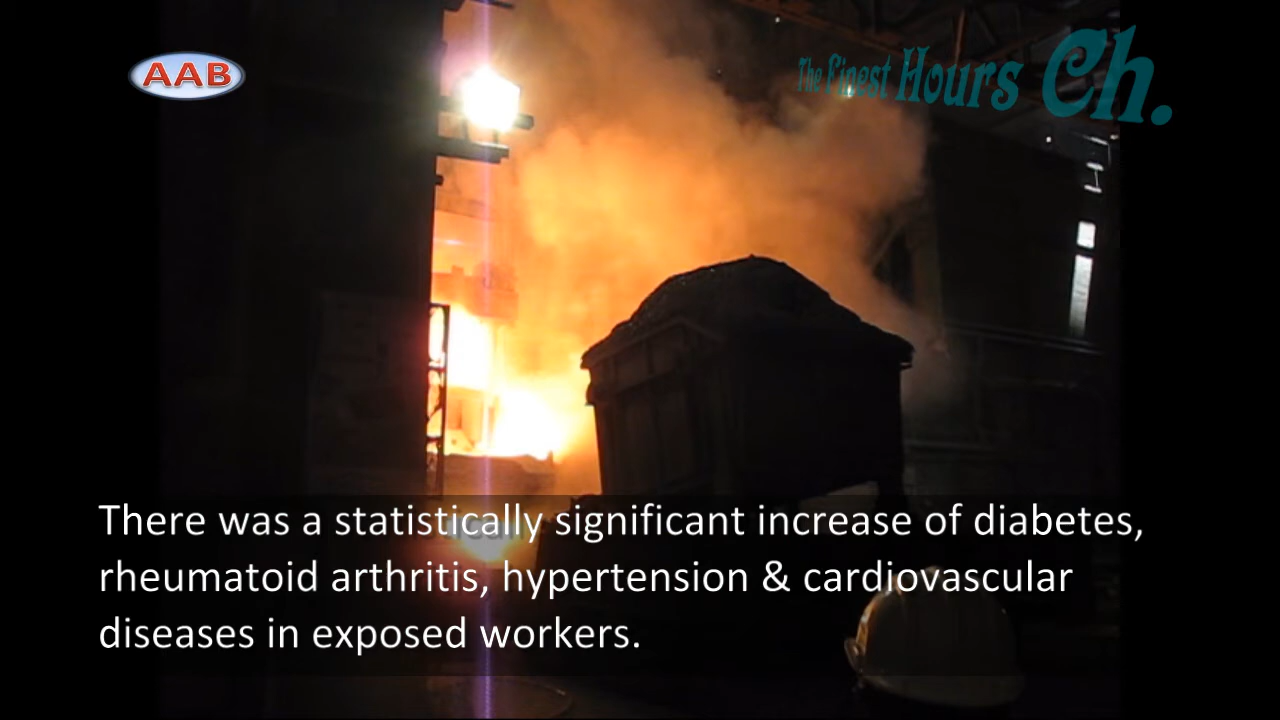 AAB
The Finest Hours Ch.
There was a statistically significant increase of diabetes,
rheumatoid arthritis, hypertension & cardiovascular
diseases in exposed workers.